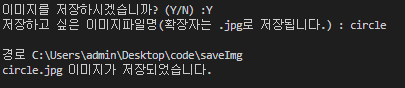 이미지를 저장하시겠습니까? (Y/N) :Y
저장하고 싶은 이미지파일명(확장자는 .jpg로 저장됩니다.) : circle
경로 C:\Users\admin\Desktop\code\saveImg
circle.jpg 이미지가 저장되었습니다.